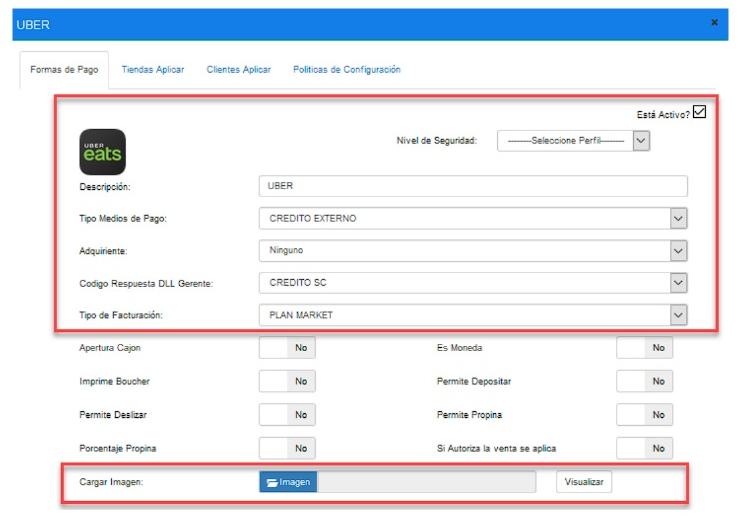 UBER
Formas de Pago Tiendas Aplicar Clientes Aplicar Politicas de Configuración
Está Activo?
Nivel de Seguridad: --------Seleccione Perfil--------
UBER
eats
Descripción: UBER
Tipo Medios de Pago: CREDITO EXTERNO
Adquiriente: Ninguno
Codigo Respuesta DLL Gerente: CREDITO SC
Tipo de Facturación: PLAN MARKET
Apertura Cajon No Es Moneda No
Imprime Boucher No Permite Depositar No
Permite Deslizar No Permite Propina No
Porcentaje Propina No Si Autoriza la venta se aplica No
Cargar Imagen: Imagen Visualizar